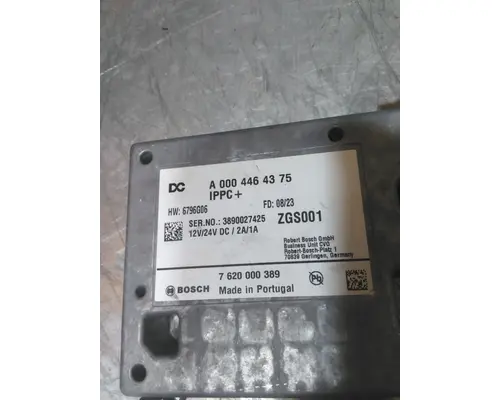 DC A 000 446 43 75
IPPC+
HW: 6796G06 FD: 08/23
SER.NO.: 3890027425 ZGS001
12V/24V DC / 2A/1A
Robert Bosch GmbH
Business Unit CVO
Robert-Bosch-Platz 1
70839 Gerlingen, Germany
7 620 000 389
BOSCH Made in Portugal
Pb